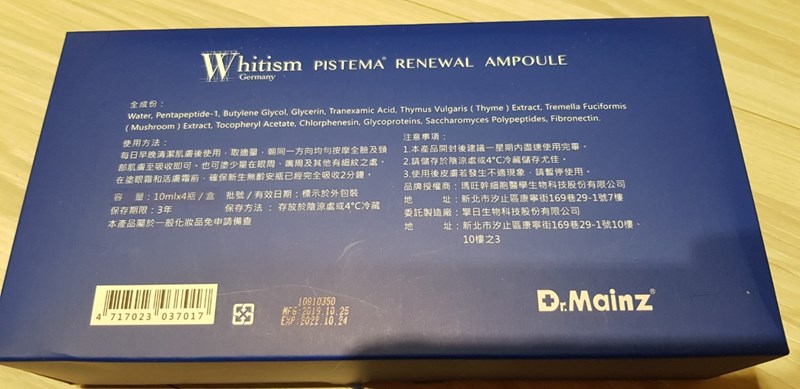 Whitism PISTEMA® RENEWAL AMPOULE
Germany
全成份：
Water, Pentapeptide-1, Butylene Glycol, Glycerin, Tranexamic Acid, Thymus Vulgaris ( Thyme ) Extract, Tremella Fuciformis
( Mushroom ) Extract, Tocopheryl Acetate, Chlorphenesin, Glycoproteins, Saccharomyces Polypeptides, Fibronectin.
使用方法：
每日早晚清潔肌膚後使用，取適量，朝同一方向均勻按摩全臉及頸
部肌膚至吸收即可。也可塗少量在眼周、嘴周及其他有細紋之處。
在塗眼霜和活膚霜前，確保新生無齡安瓶已經完全吸收2分鐘。
容　量：10mlx4瓶／盒　批號／有效日期：標示於外包裝
保存期限：3年　保存方法：存放於陰涼處或4°C冷藏
本產品屬於一般化妝品免申請備查
注意事項：
1.本產品開封後建議一星期內盡速使用完畢。
2.請儲存於陰涼處或4°C冷藏儲存尤佳。
3.使用後皮膚若發生不適現象，請暫停使用。
品牌授權商：瑪旺幹細胞醫學生物科技股份有限公司
地　　址：新北市汐止區康寧街169巷29-1號7樓
委託製造廠：擎日生物科技股份有限公司
地　　址：新北市汐止區康寧街169巷29-1號10樓、
10樓之3
4 717023 037017
10810350
MFG 2019.10.25
EXP 2022.10.24
Dr.Mainz®